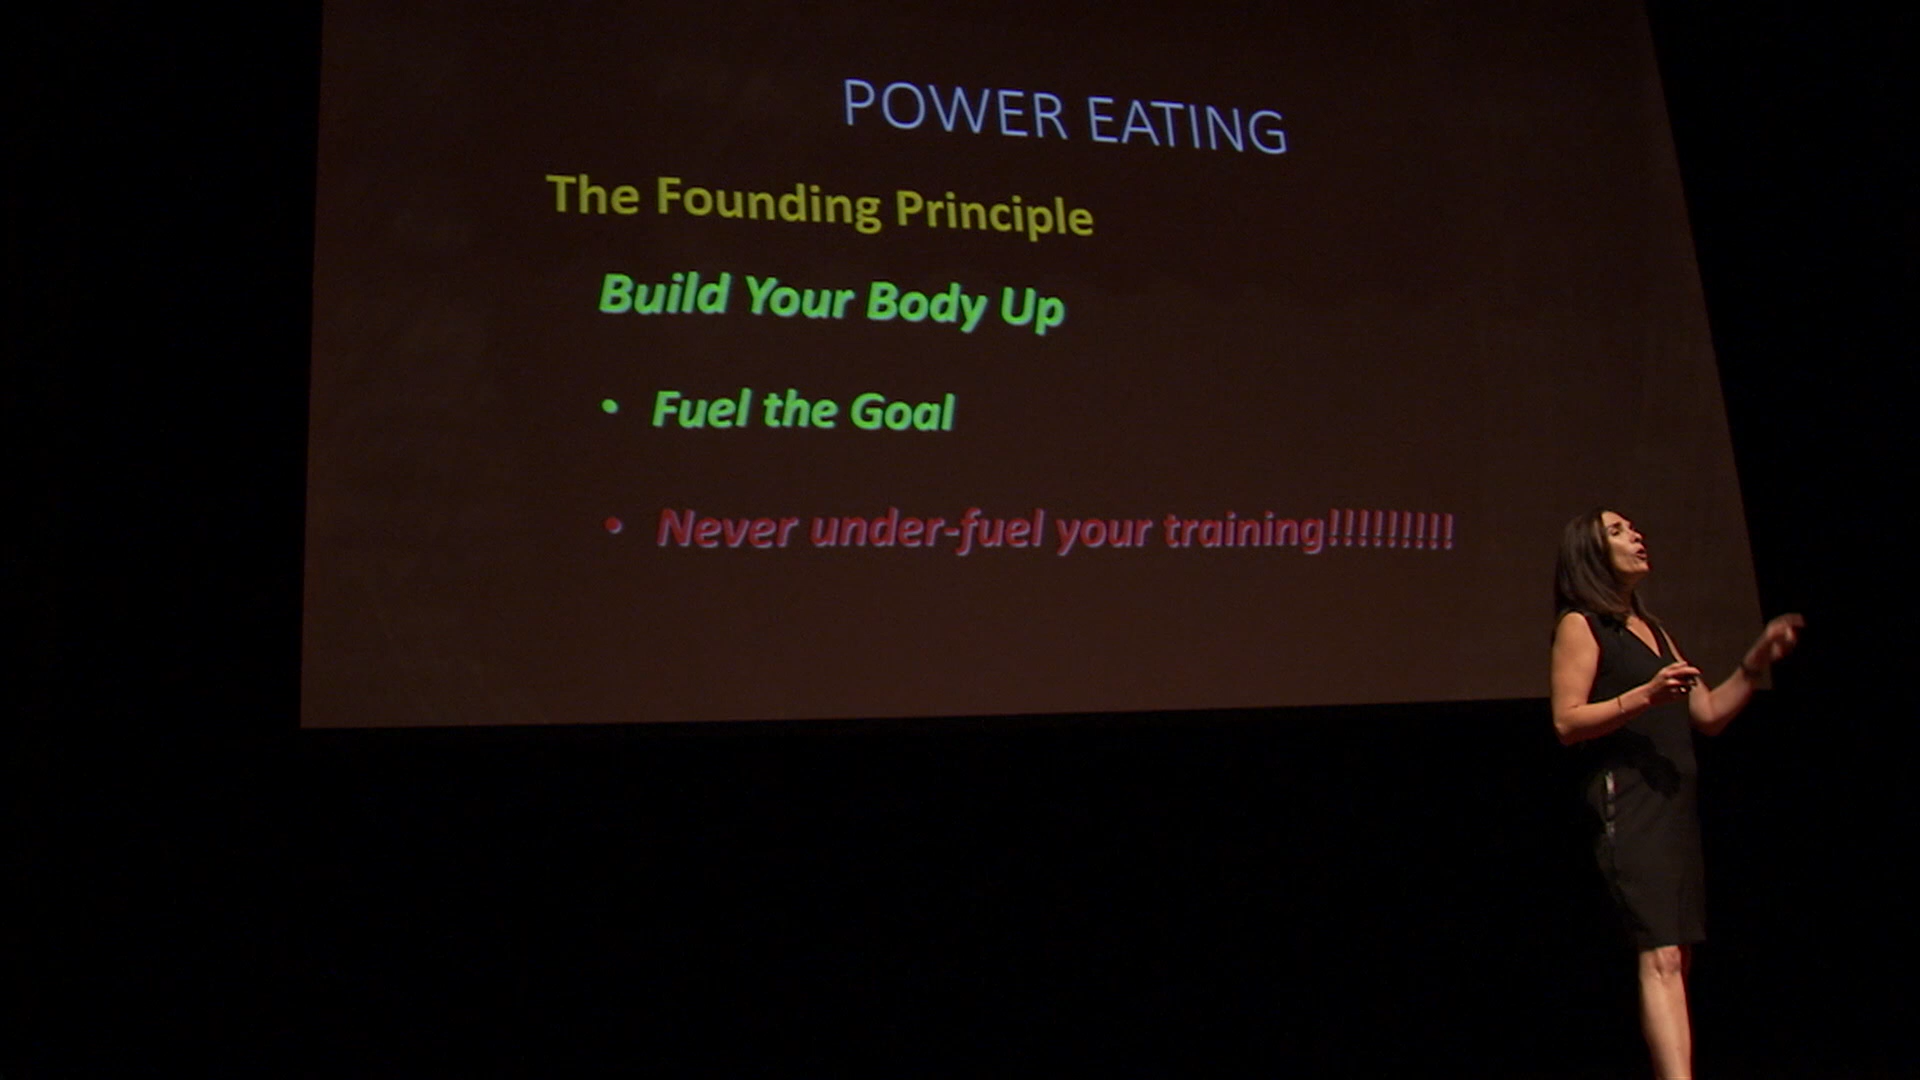 POWER EATING
The Founding Principle
Build Your Body Up
• Fuel the Goal
• Never under-fuel your training!!!!!!!!!!